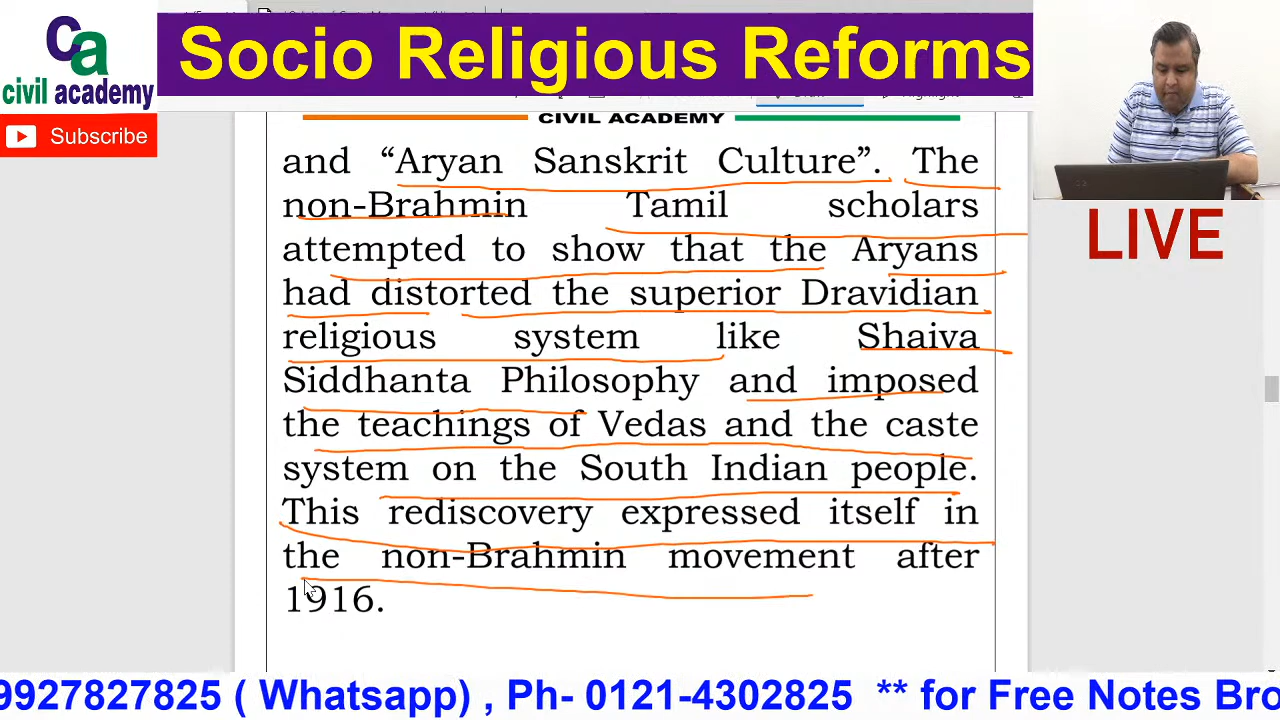 ca
civil academy
Subscribe
Socio Religious Reforms
CIVIL ACADEMY
and “Aryan Sanskrit Culture”. The
non-Brahmin Tamil scholars
attempted to show that the Aryans
had distorted the superior Dravidian
religious system like Shaiva
Siddhanta Philosophy and imposed
the teachings of Vedas and the caste
system on the South Indian people.
This rediscovery expressed itself in
the non-Brahmin movement after
1916.
LIVE
9927827825 ( Whatsapp) , Ph- 0121-4302825 ** for Free Notes Bro